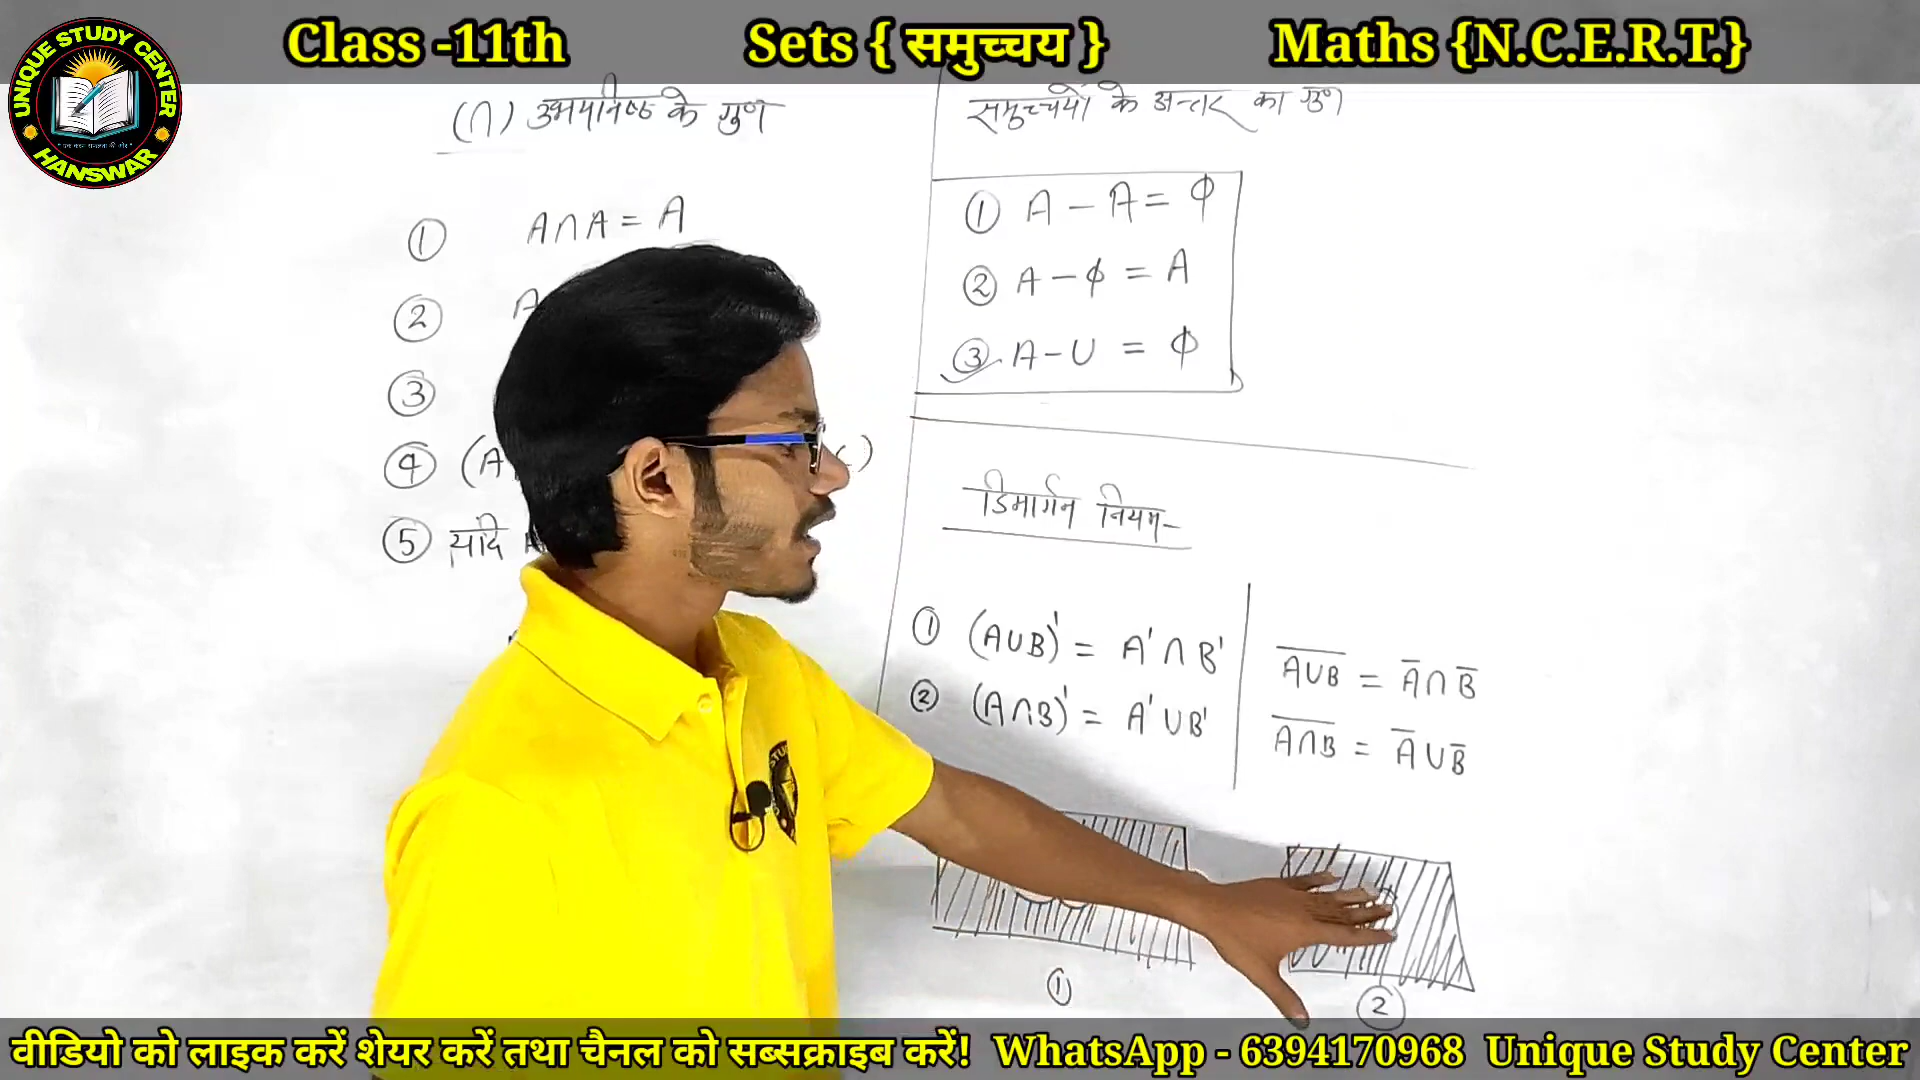 Class -11th
Sets { समुच्चय }
Maths {N.C.E.R.T.}
UNIQUE STUDY CENTER
HANSWAR
(∩) उभयनिष्ठ के गुण
① A∩A = A
② A
③
④ (A C)
⑤ यदि A
समुच्चयों के अन्तर का गुण
① A − A = ϕ
② A − ϕ = A
③ A − U = ϕ
डिमार्गन नियम-
① (A∪B)' = A' ∩ B'
② (A∩B)' = A' ∪ B'
A̅∪̅B̅ = A̅ ∩ B̅
A̅∩̅B̅ = A̅ ∪ B̅
①
②
वीडियो को लाइक करें शेयर करें तथा चैनल को सब्सक्राइब करें! WhatsApp - 6394170968 Unique Study Center